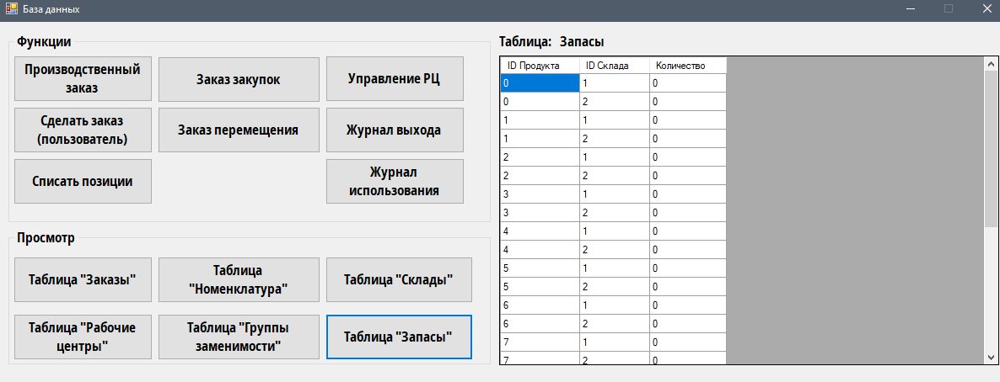 База данных
Функции
Производственный
заказ
Заказ закупок
Управление РЦ
Сделать заказ
(пользователь)
Заказ перемещения
Журнал выхода
Списать позиции
Журнал
использования
Просмотр
Таблица "Заказы"
Таблица
"Номенклатура"
Таблица "Склады"
Таблица "Рабочие
центры"
Таблица "Группы
заменимости"
Таблица "Запасы"
Таблица: Запасы
ID Продукта ID Склада Количество
0 1 0
0 2 0
1 1 0
1 2 0
2 1 0
2 2 0
3 1 0
3 2 0
4 1 0
4 2 0
5 1 0
5 2 0
6 1 0
6 2 0
7 1 0
7 2 0